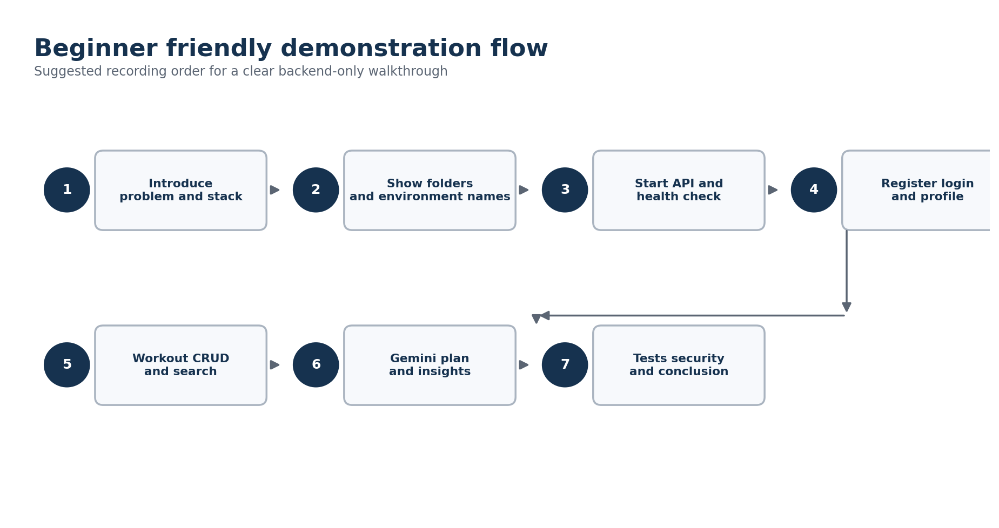 Beginner friendly demonstration flow
Suggested recording order for a clear backend-only walkthrough
1
Introduce
problem and stack
2
Show folders
and environment names
3
Start API and
health check
4
Register login
and profile
5
Workout CRUD
and search
6
Gemini plan
and insights
7
Tests security
and conclusion